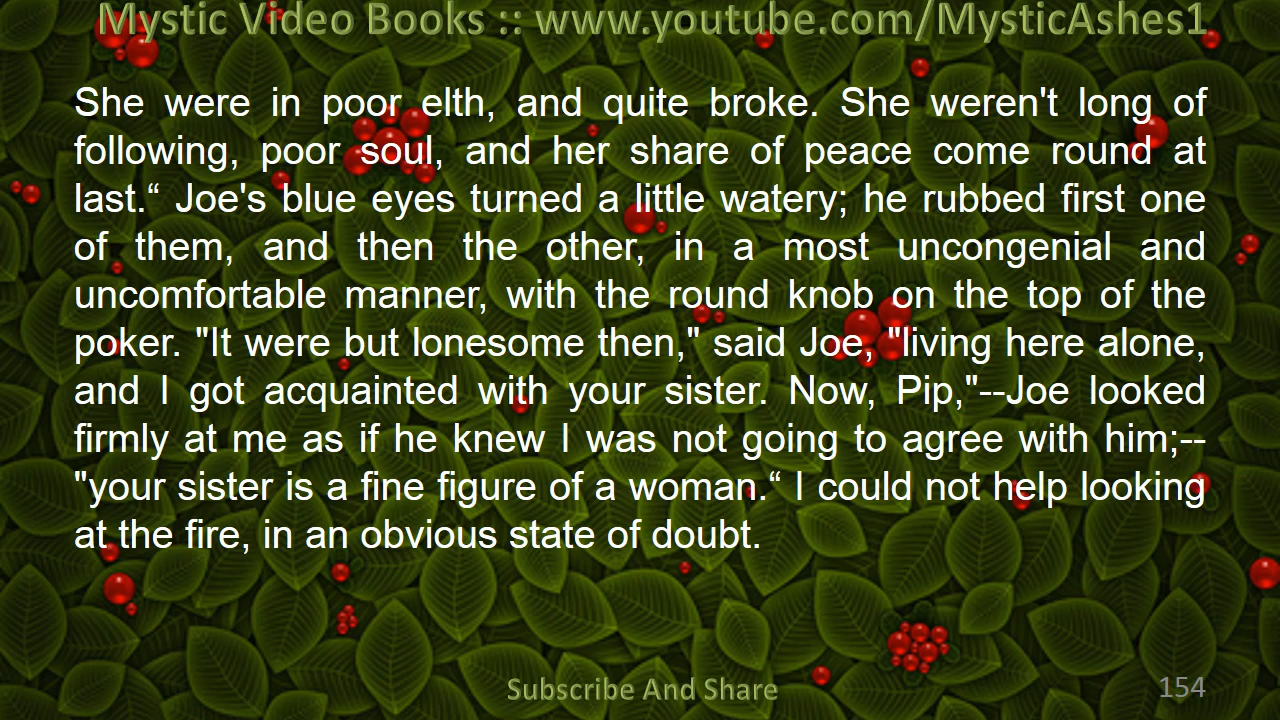 Mystic Video Books :: www.youtube.com/MysticAshes1
She were in poor elth, and quite broke. She weren't long of
following, poor soul, and her share of peace come round at
last.“ Joe's blue eyes turned a little watery; he rubbed first one
of them, and then the other, in a most uncongenial and
uncomfortable manner, with the round knob on the top of the
poker. "It were but lonesome then," said Joe, "living here alone,
and I got acquainted with your sister. Now, Pip,"--Joe looked
firmly at me as if he knew I was not going to agree with him;--
"your sister is a fine figure of a woman.“ I could not help looking
at the fire, in an obvious state of doubt.
Subscribe And Share
154